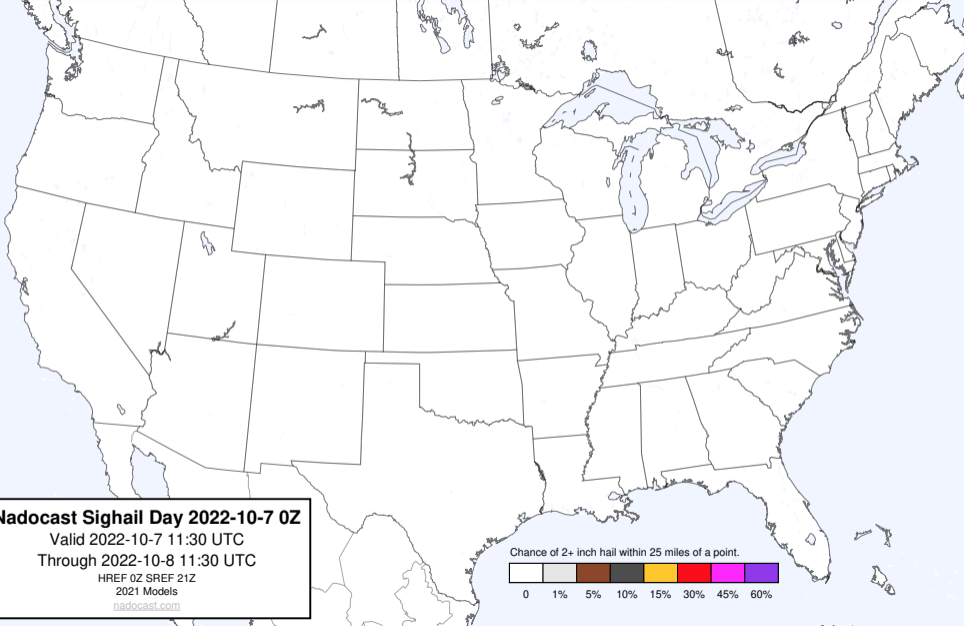 Nadocast Sighail Day 2022-10-7 0Z
Valid 2022-10-7 11:30 UTC
Through 2022-10-8 11:30 UTC
HREF 0Z SREF 21Z
2021 Models
nadocast.com
Chance of 2+ inch hail within 25 miles of a point.
0 1% 5% 10% 15% 30% 45% 60%